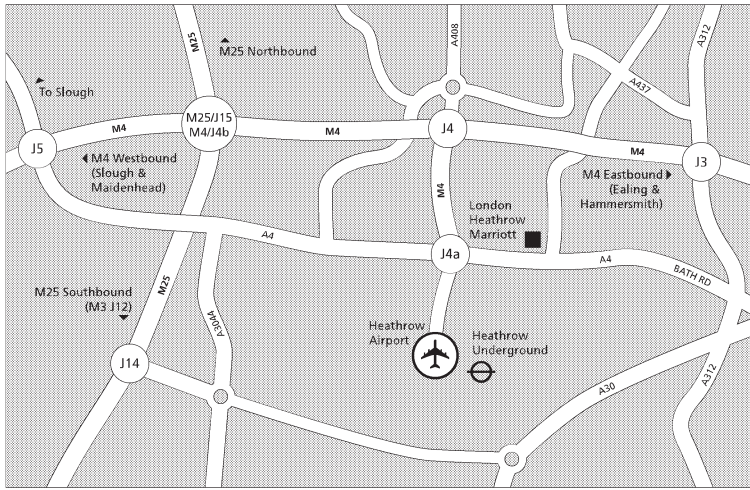 M25
M25 Northbound
A408
A312
To Slough
A437
M25/J15
M4/J4b
M4
M4
J4
M4
J5
J3
M4 Westbound
(Slough &
Maidenhead)
M4 Eastbound
(Ealing &
Hammersmith)
M4
London
Heathrow
Marriott
A4
J4a
A4
BATH RD
M25
M25 Southbound
(M3 J12)
A3044
Heathrow
Airport
Heathrow
Underground
J14
A30
A312